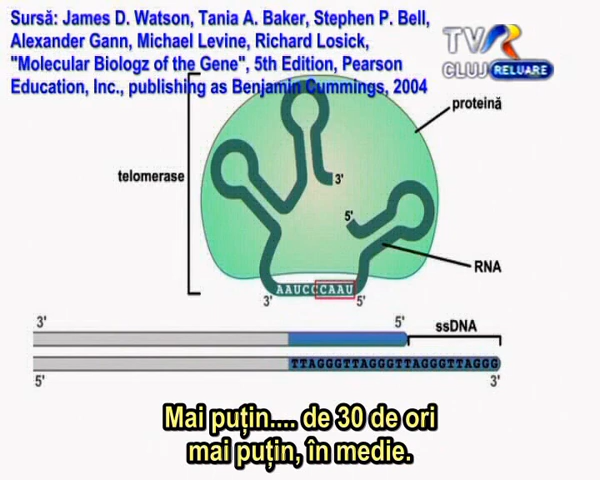 Sursă: James D. Watson, Tania A. Baker, Stephen P. Bell,
Alexander Gann, Michael Levine, Richard Losick,
"Molecular Biologz of the Gene", 5th Edition, Pearson
Education, Inc., publishing as Benjamin Cummings, 2004
TVR
CLUJ RELUARE
proteină
telomerase
3'
5'
RNA
AAUCCCAAU
3' 5'
3' 5' ssDNA
TTAGGGTTAGGGTTAGGGTTAGGG
5' 3'
Mai puțin.... de 30 de ori
mai puțin, în medie.